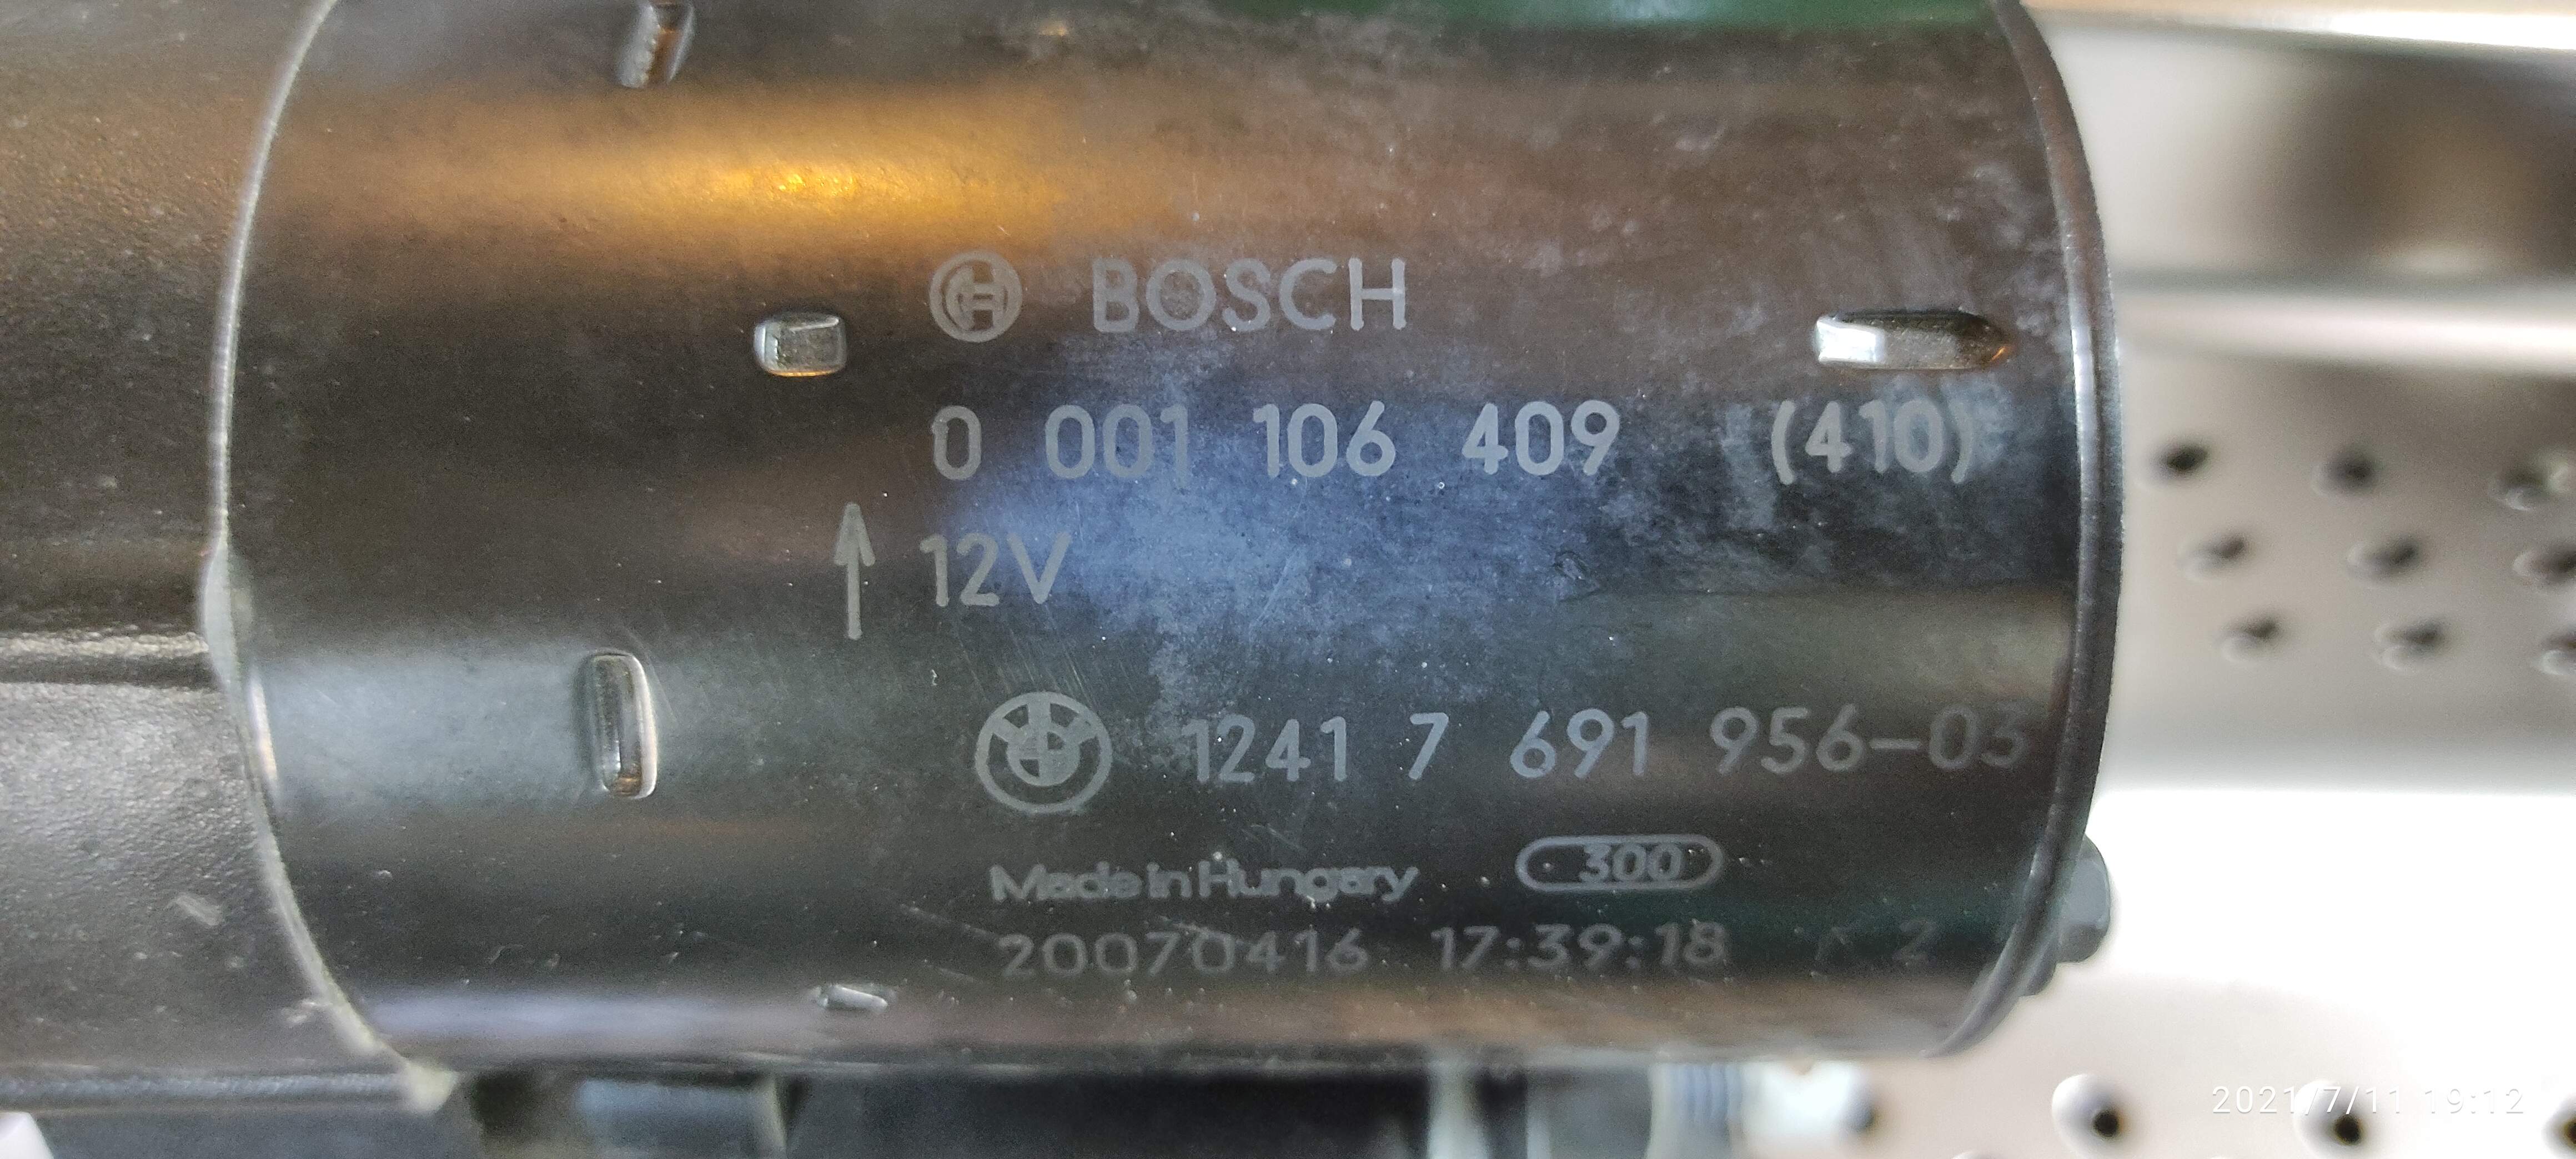 BOSCH
0 001 106 409 (410)
12V
1241 7 691 956-03
Made in Hungary 300
20070416 17:39:18 2
2021/7/11 19:12